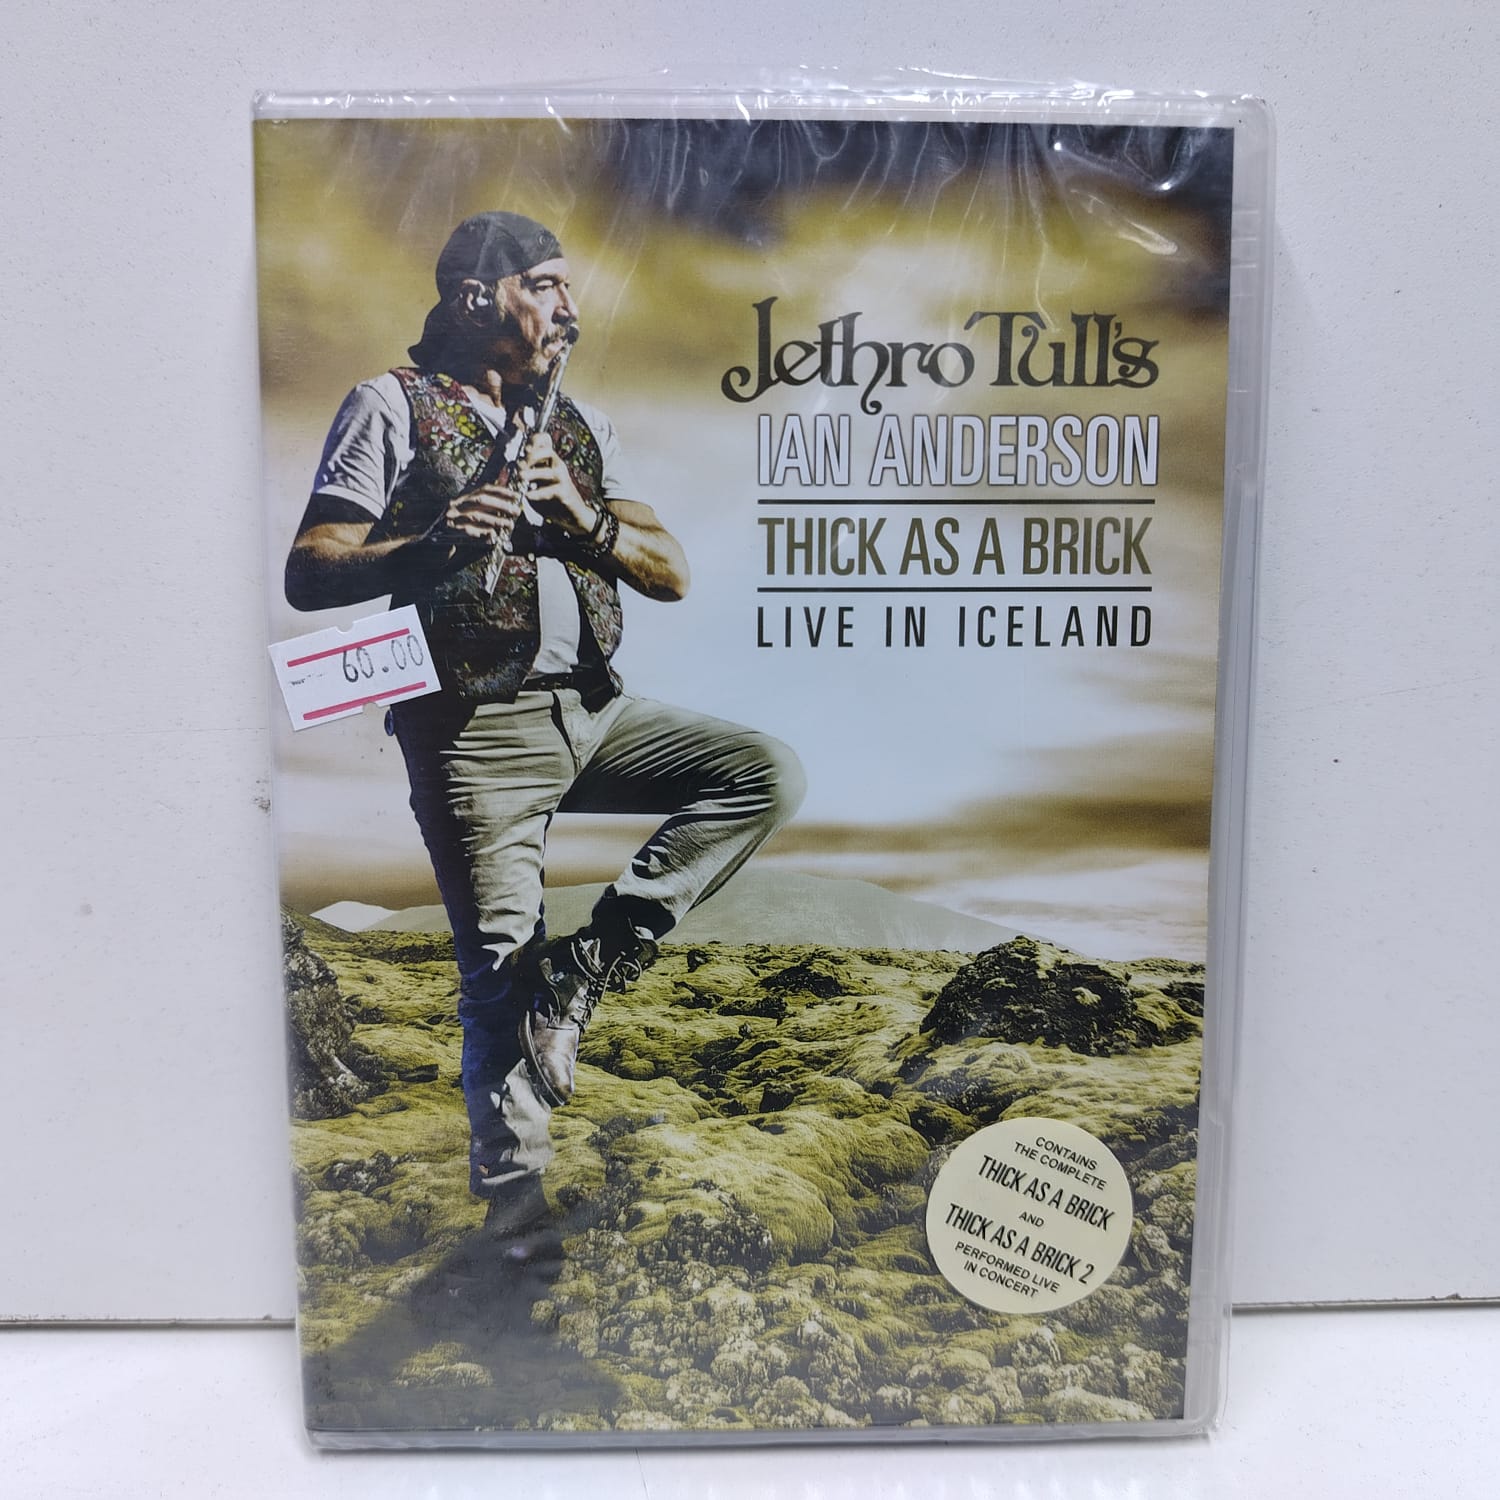 Jethro Tull's
IAN ANDERSON
THICK AS A BRICK
LIVE IN ICELAND
60.00
CONTAINS
THE COMPLETE
THICK AS A BRICK
AND
THICK AS A BRICK 2
PERFORMED LIVE
IN CONCERT